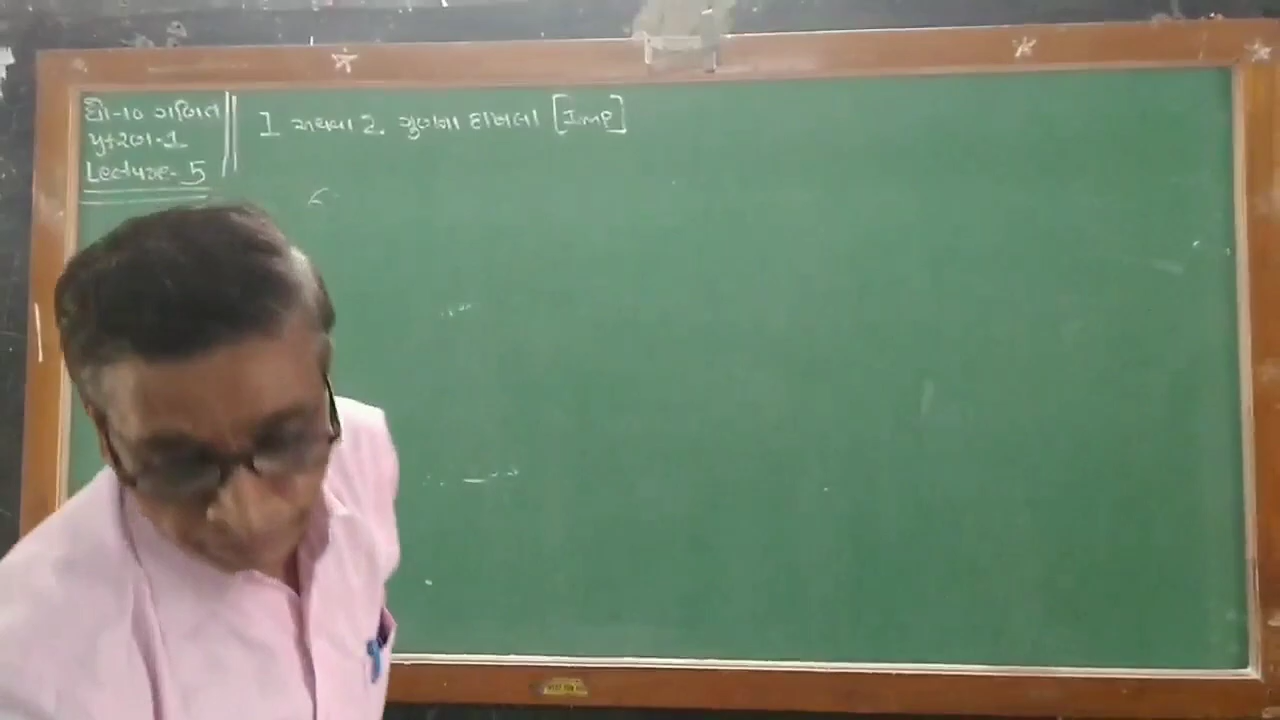 ધો-૧૦ ગણિત
પ્રકરણ-1
Lecture-5
1 અથવા 2. ગુણના દાખલા [Imp]